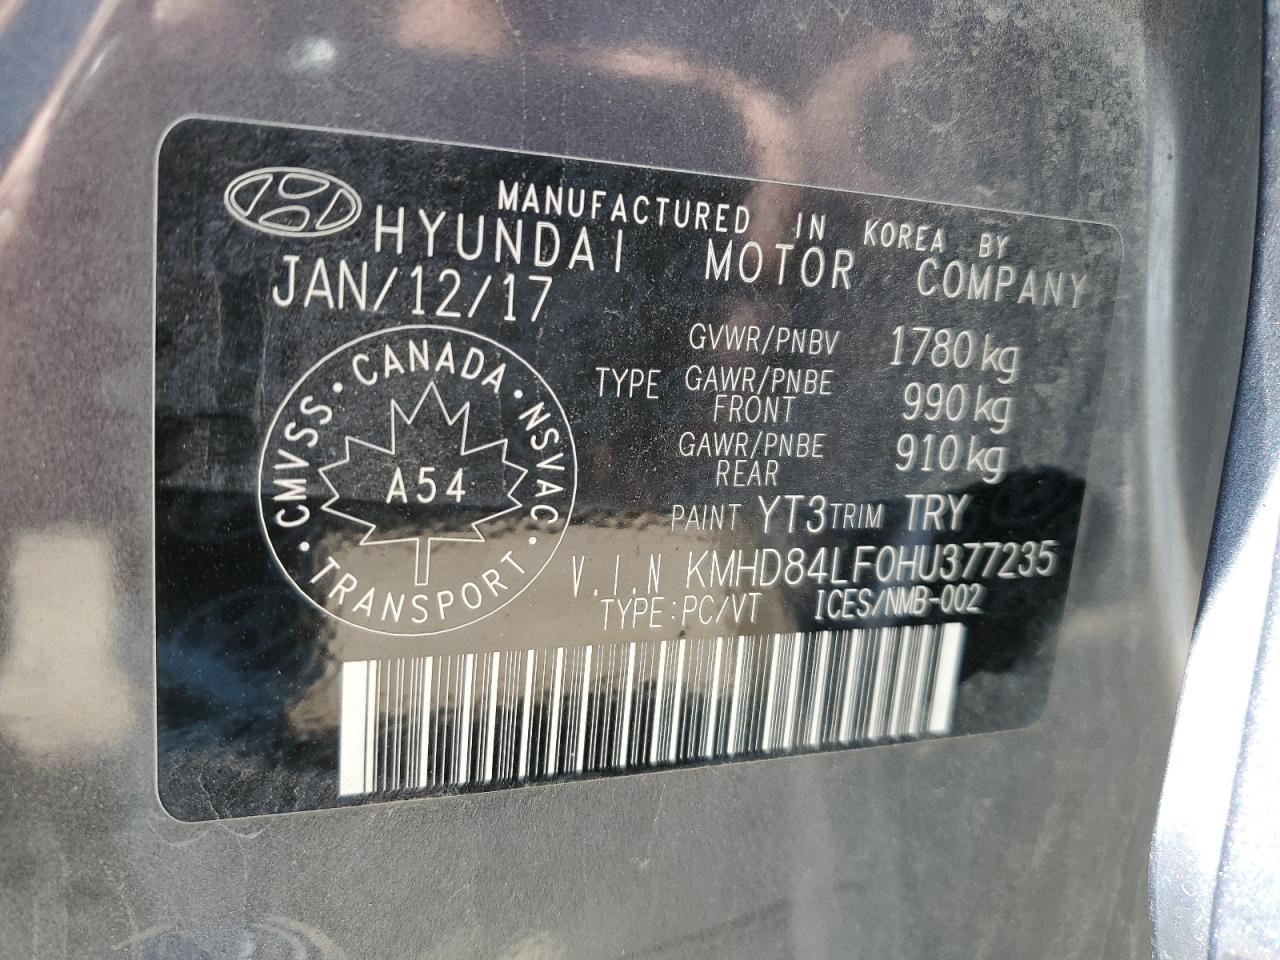 MANUFACTURED IN KOREA BY
HYUNDAI MOTOR COMPANY
JAN/12/17
GVWR/PNBV 1780 kg
TYPE GAWR/PNBE FRONT 990 kg
GAWR/PNBE REAR 910 kg
· CANADA · NSVAC · TRANSPORT · CMVSS
A54
PAINT YT3 TRIM TRY
V.I.N KMHD84LF0HU377235
TYPE:PC/VT ICES/NMB-002